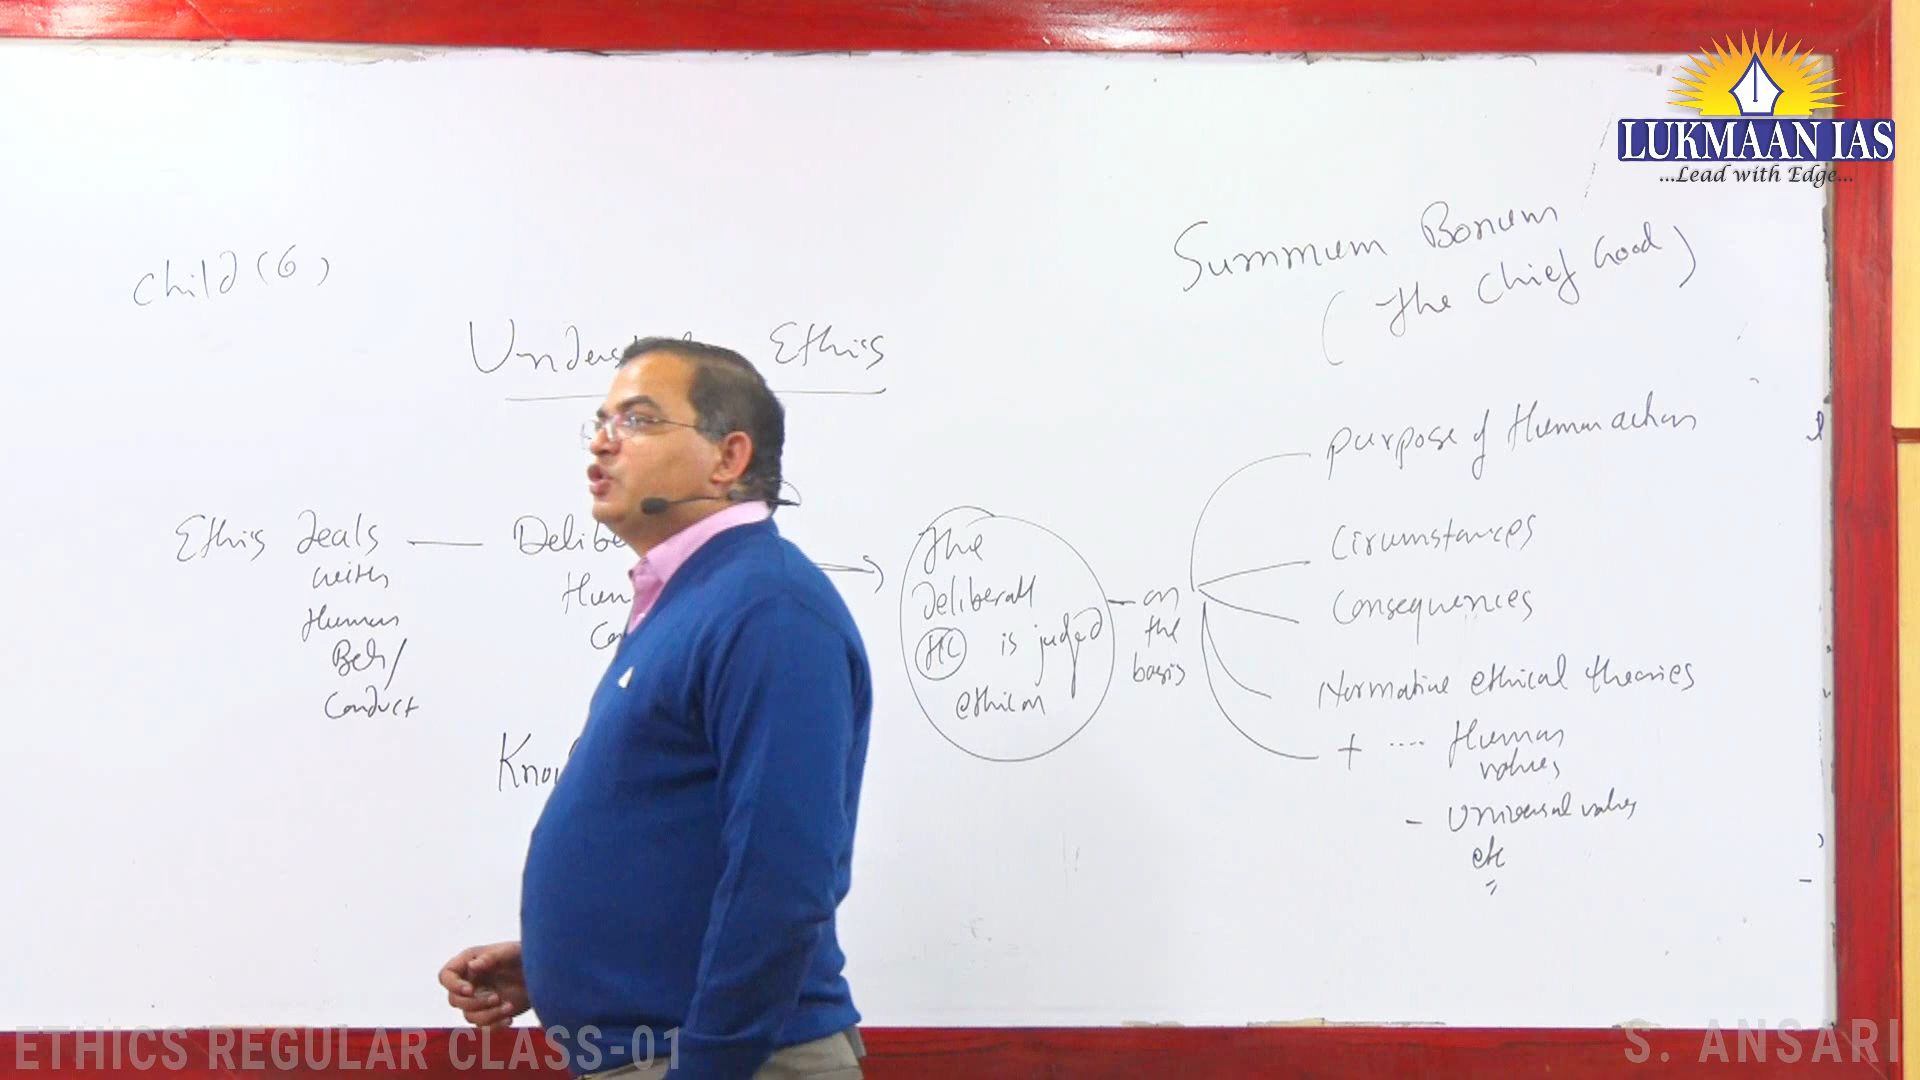 LUKMAAN IAS
...Lead with Edge...
Summum Bonum
(The Chief Good)
Child (6)
Ethics
Ethics deals
with
Human
Beh/
Conduct
The
deliberate
HC is judged
ethical
on
the
basis
purpose of Human actions
Circumstances
Consequences
Normative ethical theories
+ .... Human
values
- Universal values
etc
ETHICS REGULAR CLASS-01
S. ANSARI